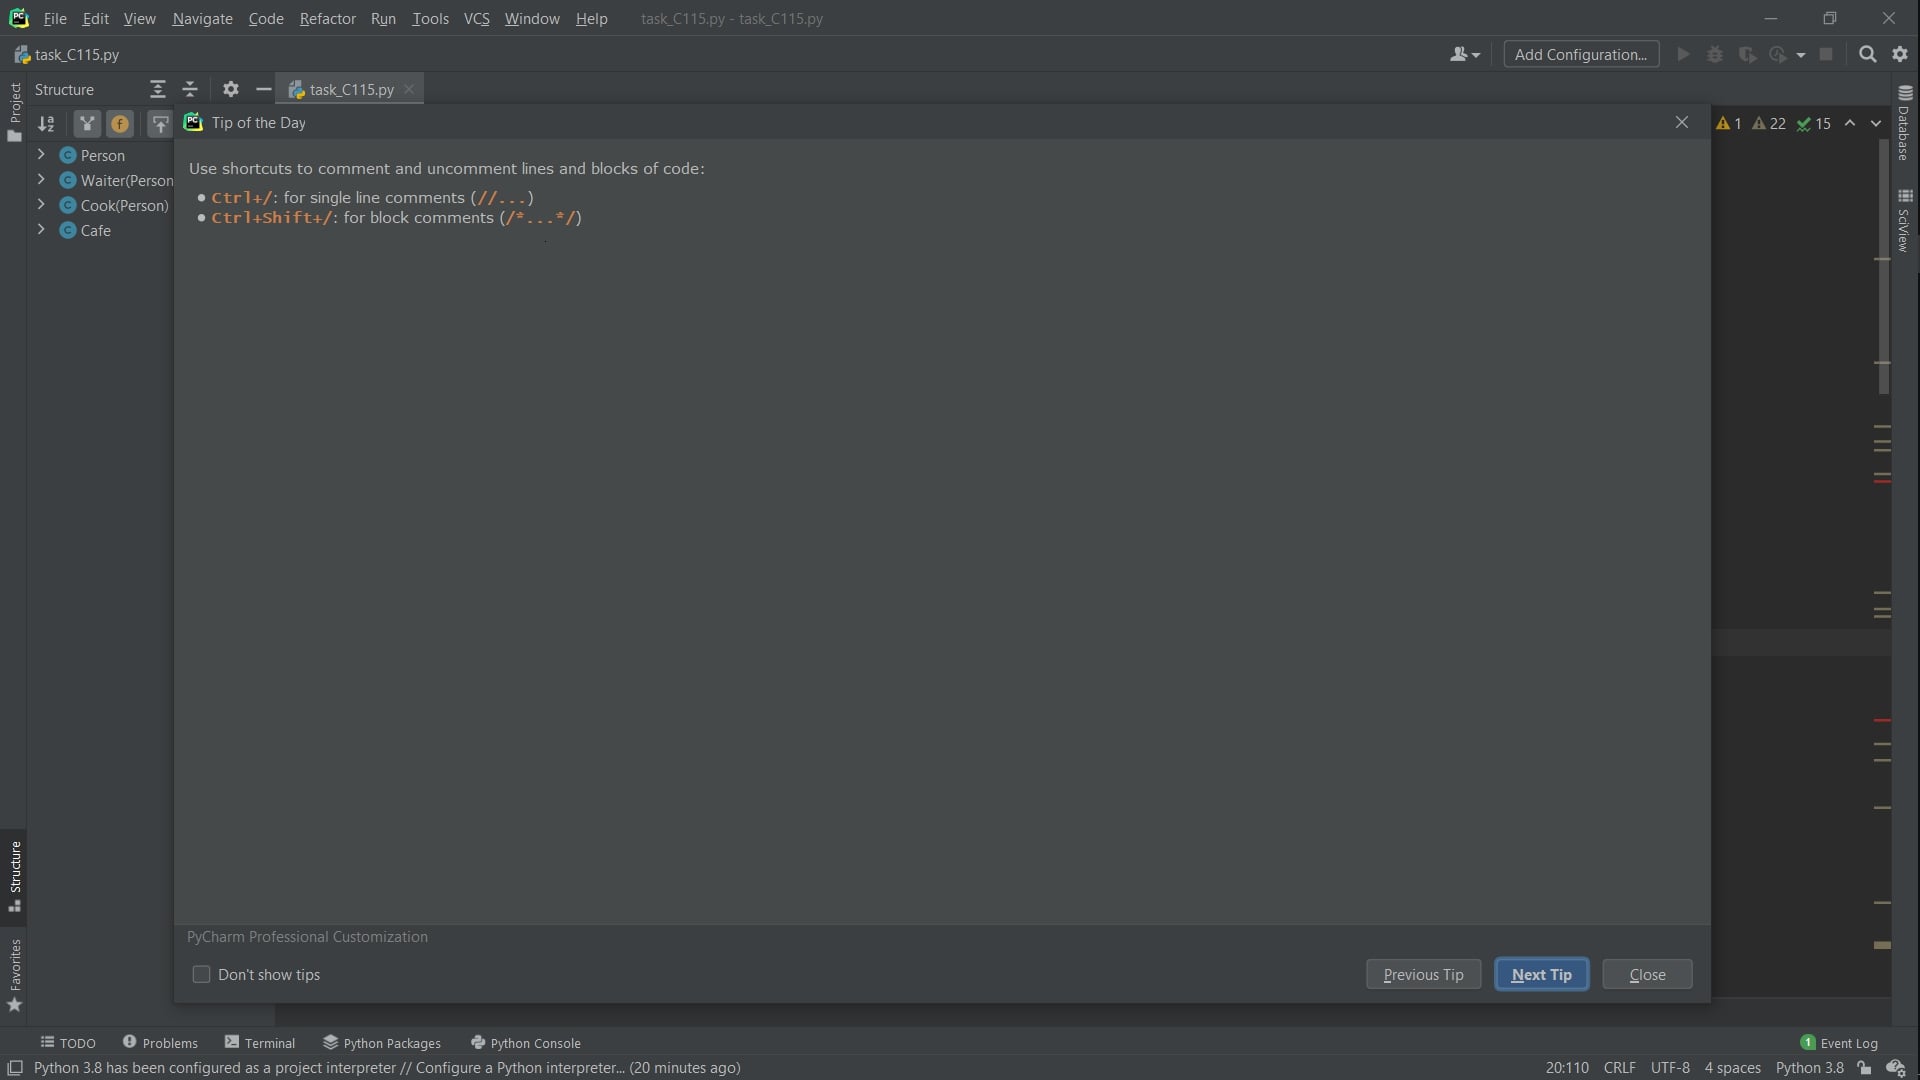 File Edit View Navigate Code Refactor Run Tools VCS Window Help task_C115.py - task_C115.py
task_C115.py Add Configuration...
Project Structure task_C115.py
Tip of the Day 1 22 15
Database
Person
Use shortcuts to comment and uncomment lines and blocks of code:
Waiter(Person
Ctrl+/: for single line comments (//...)
Cook(Person)
Ctrl+Shift+/: for block comments (/*...*/)
SciView
Cafe
Structure
Favorites
PyCharm Professional Customization
Don't show tips Previous Tip Next Tip Close
TODO Problems Terminal Python Packages Python Console 1 Event Log
Python 3.8 has been configured as a project interpreter // Configure a Python interpreter... (20 minutes ago) 20:110 CRLF UTF-8 4 spaces Python 3.8